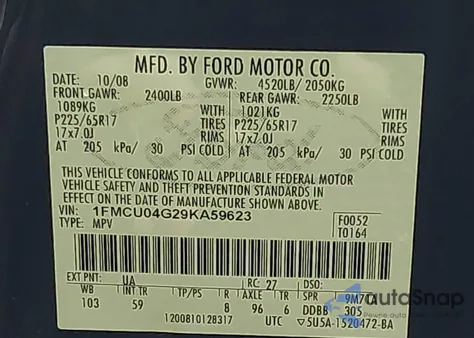 MFD. BY FORD MOTOR CO.
DATE: 10/08 GVWR: 4520LB/ 2050KG
FRONT GAWR: 2400LB REAR GAWR: 2250LB
1089KG WITH 1021KG WITH
P225/65R17 TIRES P225/65R17 TIRES
17x7.0J RIMS 17x7.0J RIMS
AT 205 kPa/ 30 PSI COLD AT 205 kPa/ 30 PSI COLD
THIS VEHICLE CONFORMS TO ALL APPLICABLE FEDERAL MOTOR
VEHICLE SAFETY AND THEFT PREVENTION STANDARDS IN
EFFECT ON THE DATE OF MANUFACTURE SHOWN ABOVE.
VIN: 1FMCU04G29KA59623 F0052
TYPE: MPV T0164
EXT PNT: UA RC: 27 DSO:
WB INT TR TP/PS R AXLE TR SPR
103 59 8 96 6 DDBB 305
1200810128317 UTC 5U5A-1520472-BA
autoSnap